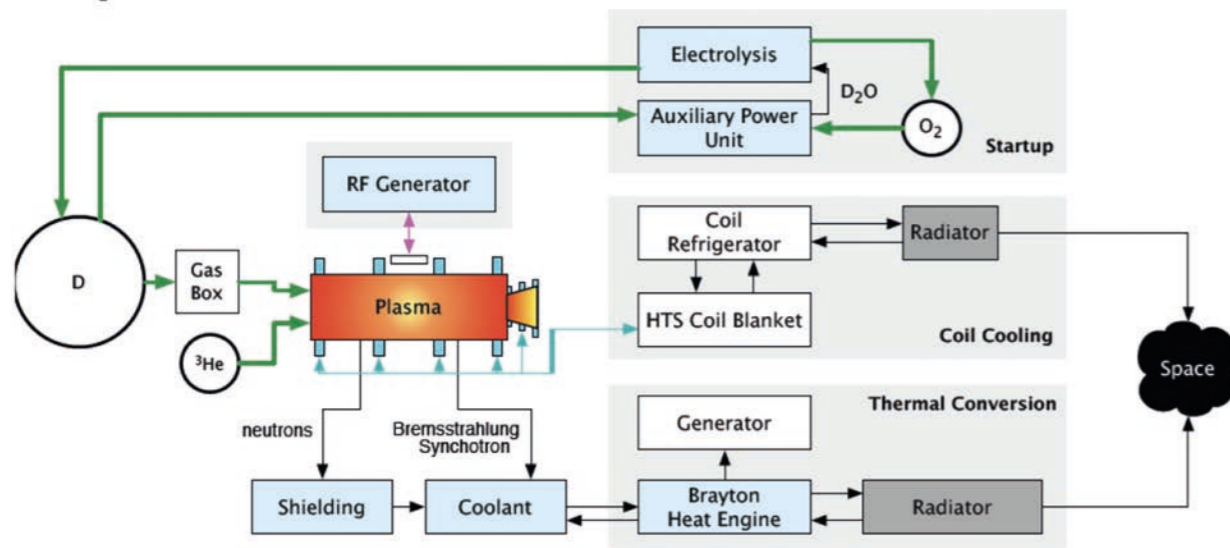 Electrolysis
D₂O
Auxiliary Power
Unit
O₂
Startup
RF Generator
D
Gas
Box
Plasma
³He
Coil
Refrigerator
Radiator
HTS Coil Blanket
Coil Cooling
Space
neutrons
Bremsstrahlung
Synchotron
Thermal Conversion
Generator
Shielding
Coolant
Brayton
Heat Engine
Radiator